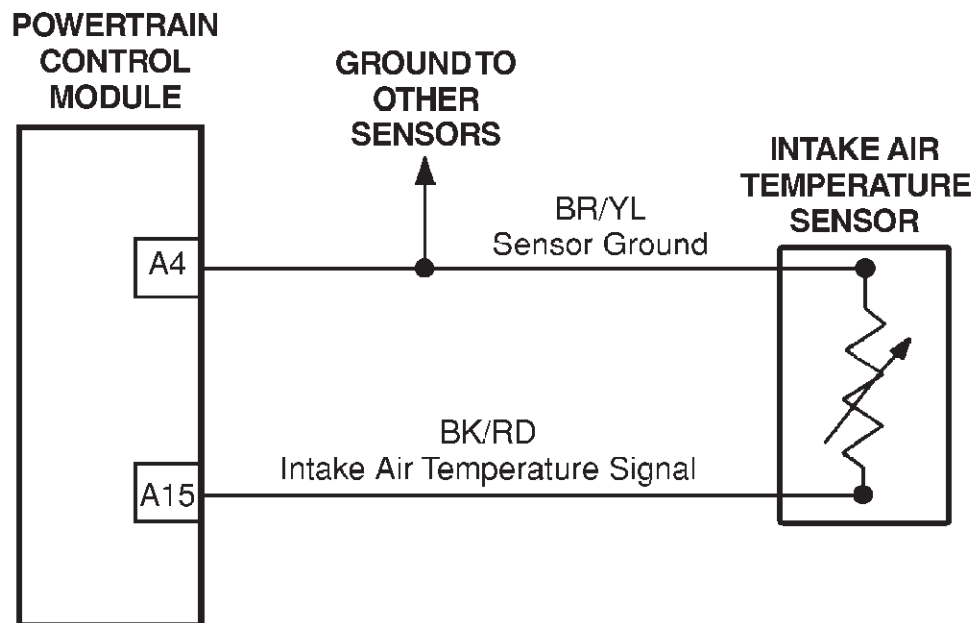 POWERTRAIN
CONTROL
MODULE
GROUND TO
OTHER
SENSORS
INTAKE AIR
TEMPERATURE
SENSOR
BR/YL
Sensor Ground
A4
BK/RD
Intake Air Temperature Signal
A15